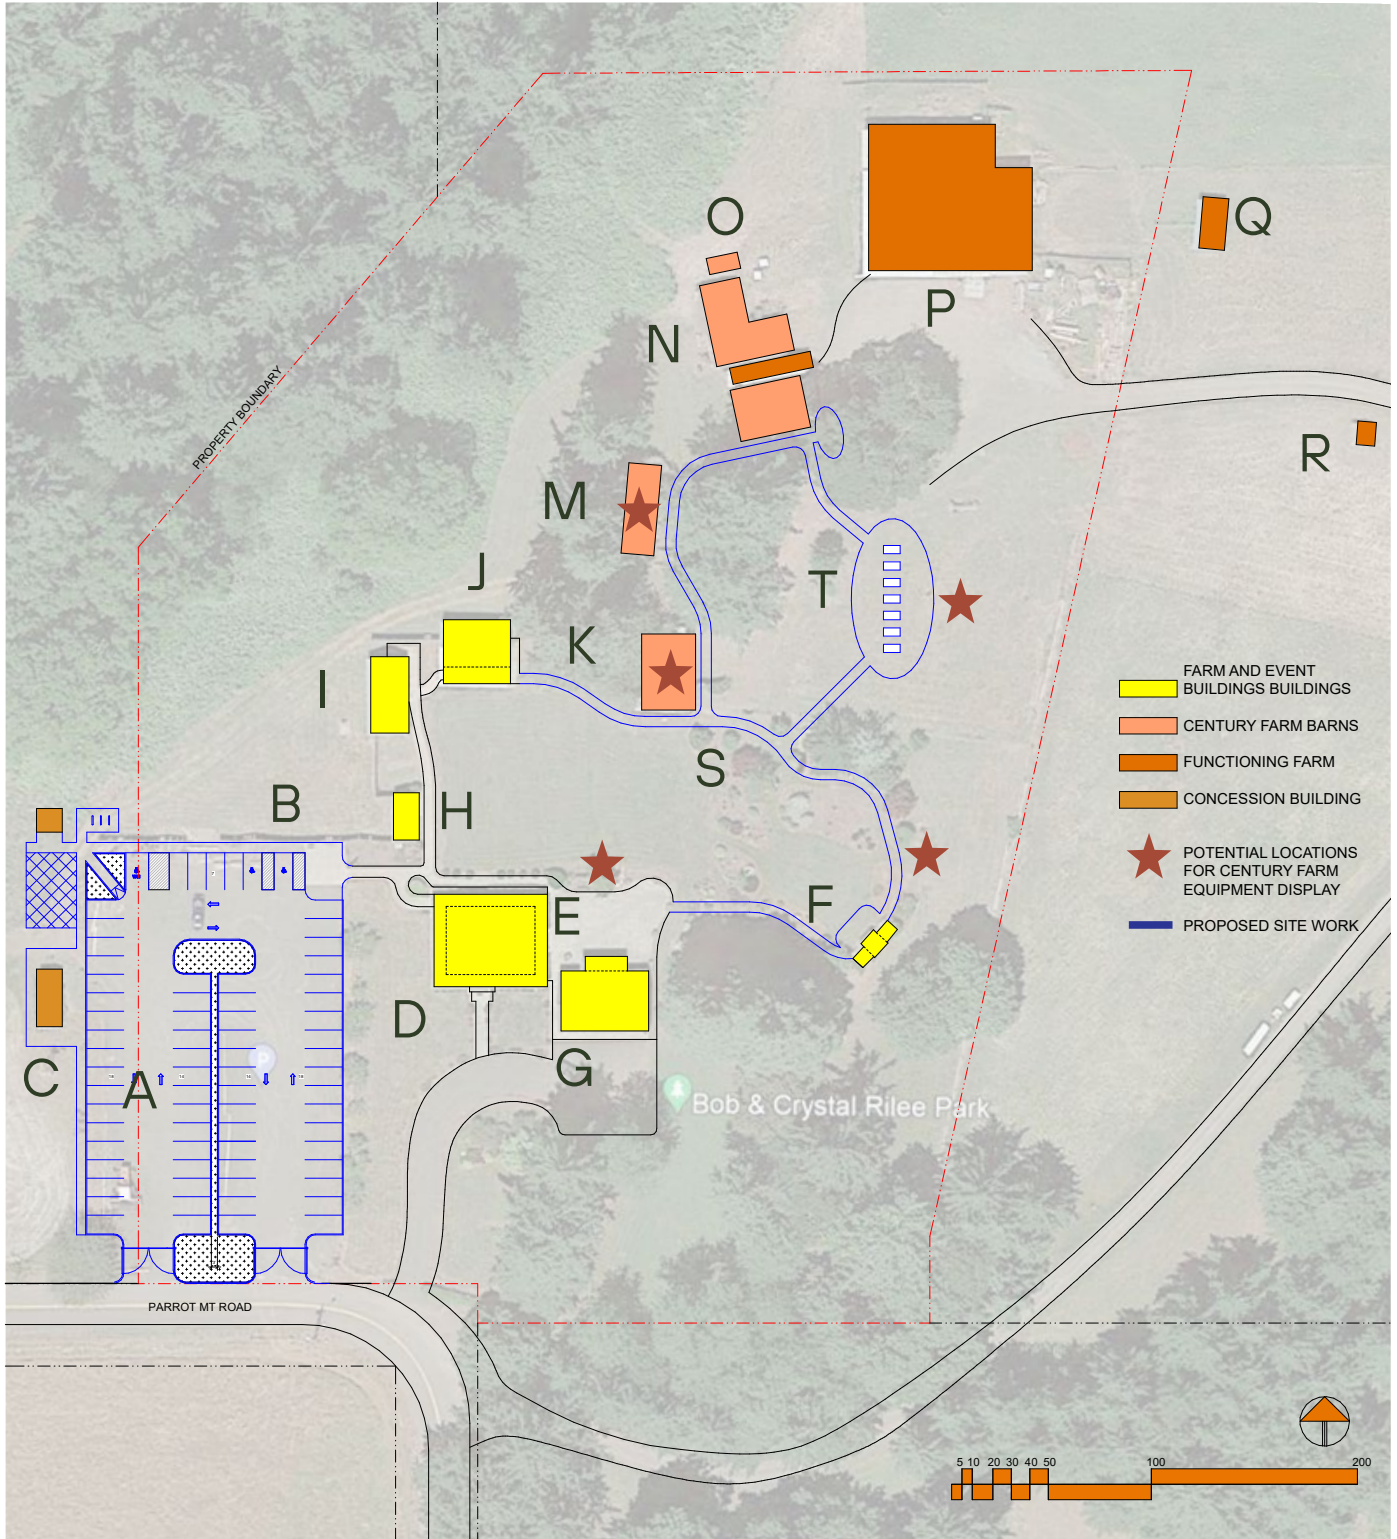 O
Q
P
N
R
PROPERTY BOUNDARY
M
J
T
K
I
FARM AND EVENT
BUILDINGS BUILDINGS
CENTURY FARM BARNS
FUNCTIONING FARM
CONCESSION BUILDING
POTENTIAL LOCATIONS
FOR CENTURY FARM
EQUIPMENT DISPLAY
PROPOSED SITE WORK
S
B
H
F
E
D
G
C
A
P
Bob & Crystal Rilee Park
PARROT MT ROAD
5 10 20 30 40 50 100 200